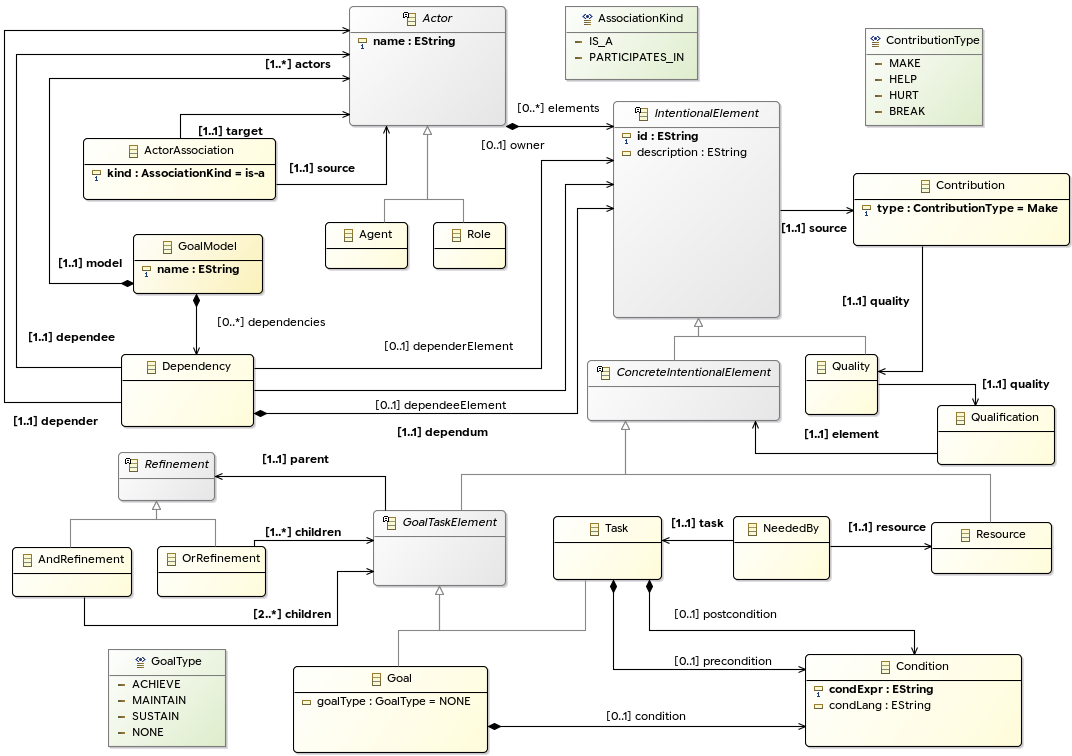 Actor
name : EString
AssociationKind
IS_A
PARTICIPATES_IN
ContributionType
MAKE
HELP
HURT
BREAK
[1..*] actors
[0..*] elements
[0..1] owner
IntentionalElement
id : EString
description : EString
[1..1] target
ActorAssociation
kind : AssociationKind = is-a
[1..1] source
Contribution
type : ContributionType = Make
[1..1] source
Agent
Role
GoalModel
name : EString
[1..1] model
[1..1] quality
[0..*] dependencies
[1..1] dependee
[0..1] dependerElement
Dependency
ConcreteIntentionalElement
Quality
[1..1] quality
[0..1] dependeeElement
[1..1] depender
[1..1] dependum
[1..1] element
Qualification
Refinement
[1..1] parent
GoalTaskElement
Task
[1..1] task
NeededBy
[1..1] resource
Resource
[1..*] children
AndRefinement
OrRefinement
[2..*] children
[0..1] postcondition
GoalType
ACHIEVE
MAINTAIN
SUSTAIN
NONE
Goal
goalType : GoalType = NONE
[0..1] precondition
Condition
condExpr : EString
condLang : EString
[0..1] condition